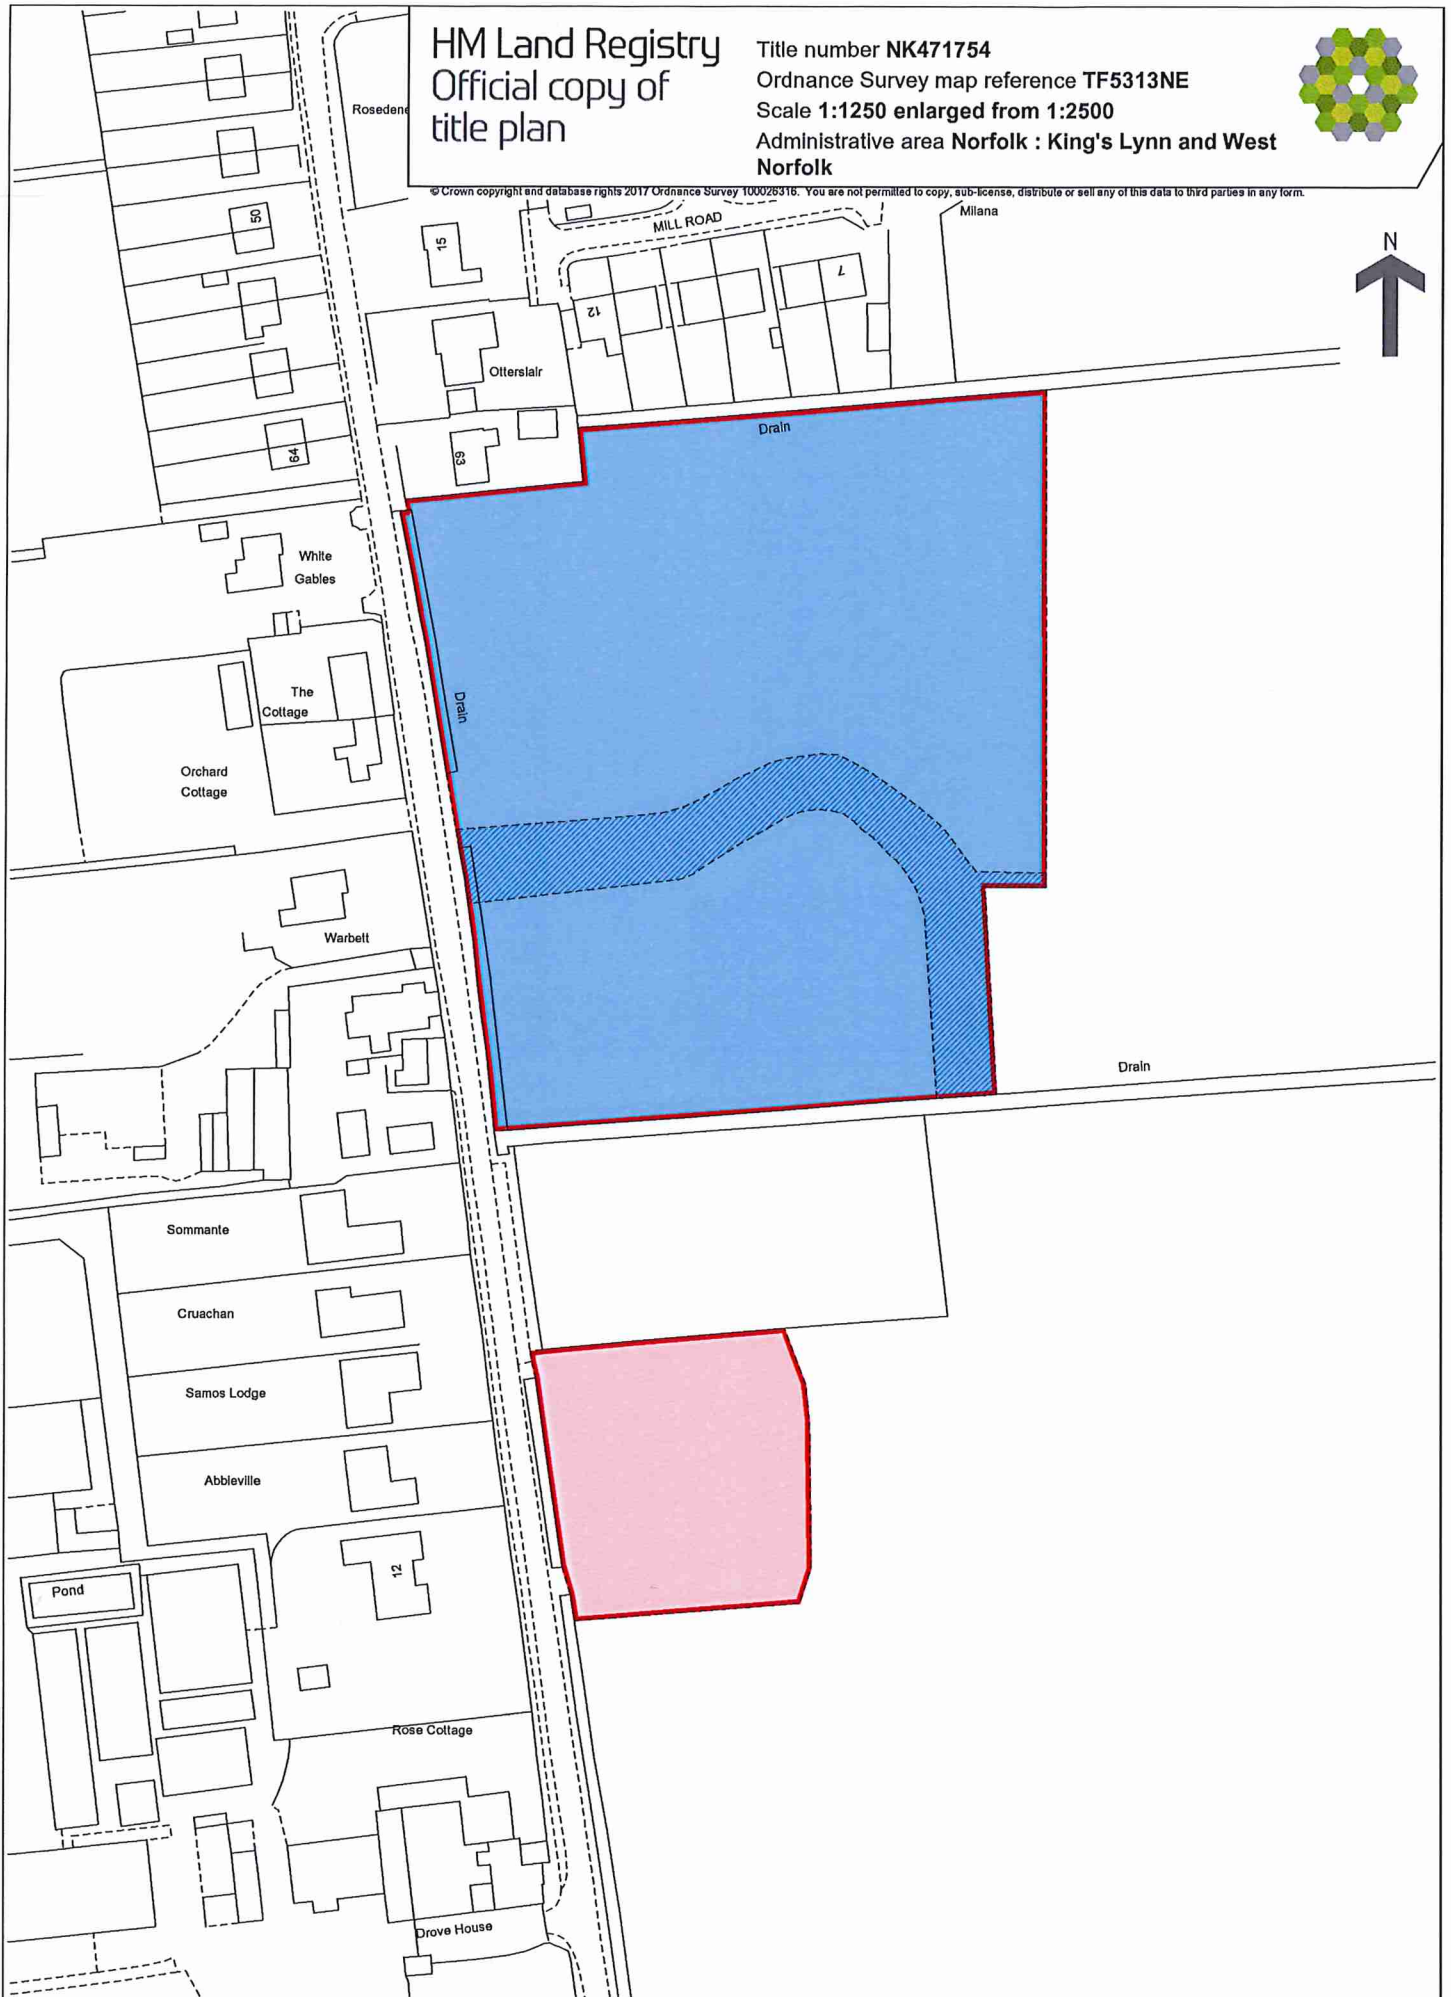 HM Land Registry
Official copy of
title plan
Title number NK471754
Ordnance Survey map reference TF5313NE
Scale 1:1250 enlarged from 1:2500
Administrative area Norfolk : King's Lynn and West
Norfolk
© Crown copyright and database rights 2017 Ordnance Survey 100026316. You are not permitted to copy, sub-license, distribute or sell any of this data to third parties in any form.
Rosedene
Milana
MILL ROAD
50
15
N
7
12
Otterslair
Drain
63
64
White
Gables
The
Cottage
Drain
Orchard
Cottage
Warbett
Drain
Sommante
Cruachan
Samos Lodge
Abbleville
12
Pond
Rose Cottage
Drove House